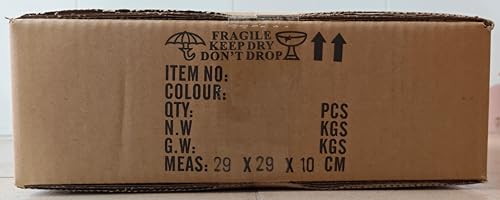 FRAGILE
KEEP DRY
DON'T DROP
ITEM NO:
COLOUR:
QTY: PCS
N.W KGS
G.W: KGS
MEAS: 29 X 29 X 10 CM